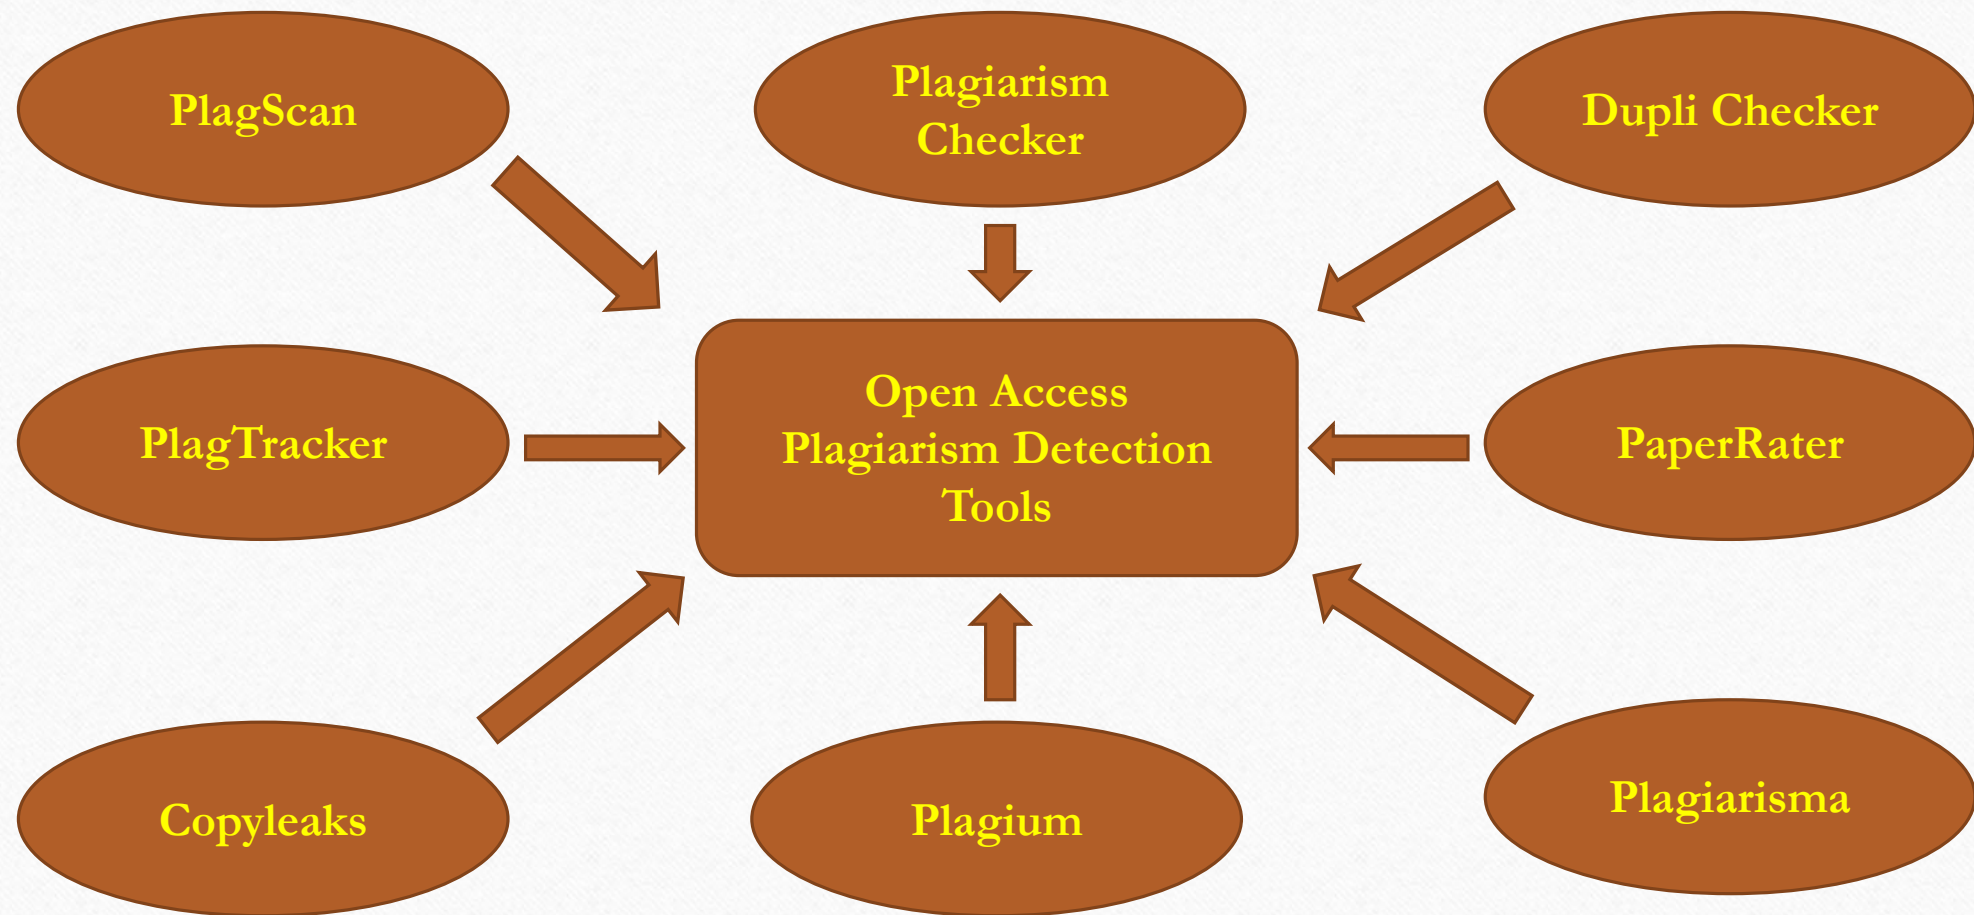 PlagScan
Plagiarism
Checker
Dupli Checker
PlagTracker
Open Access
Plagiarism Detection
Tools
PaperRater
Copyleaks
Plagium
Plagiarisma